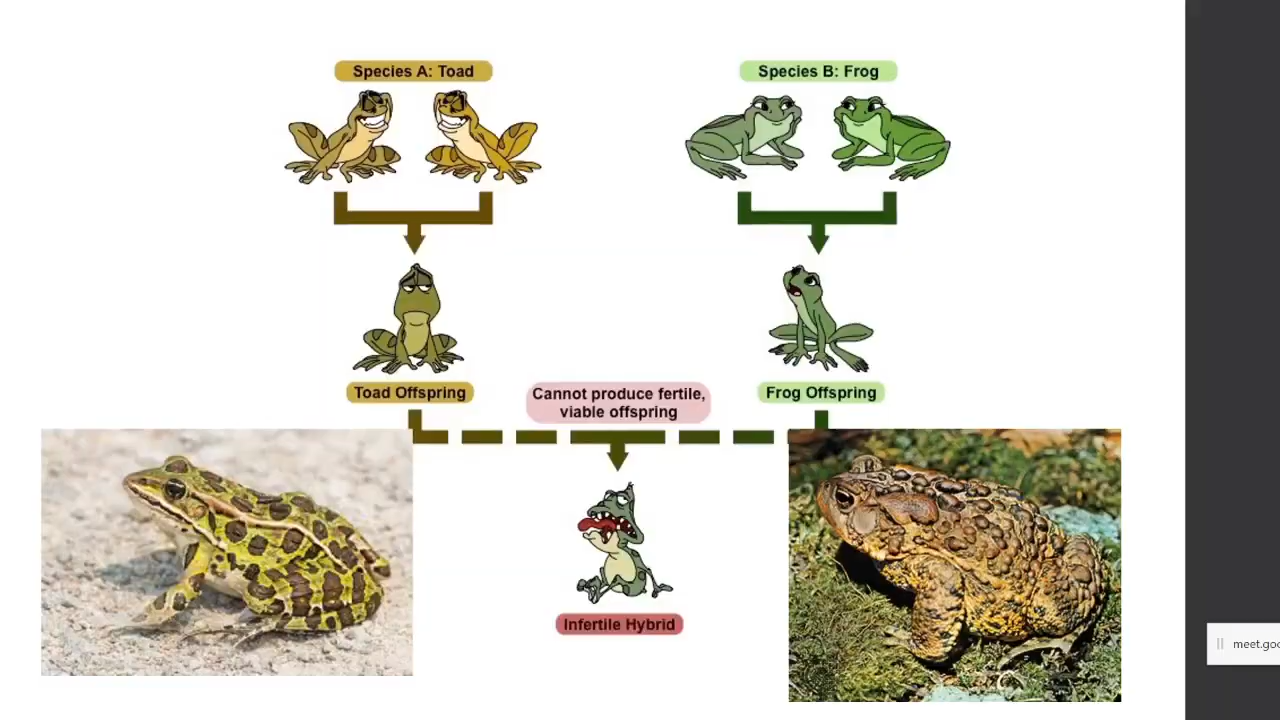 Species A: Toad
Species B: Frog
Toad Offspring
Cannot produce fertile,
viable offspring
Frog Offspring
Infertile Hybrid
meet.goo